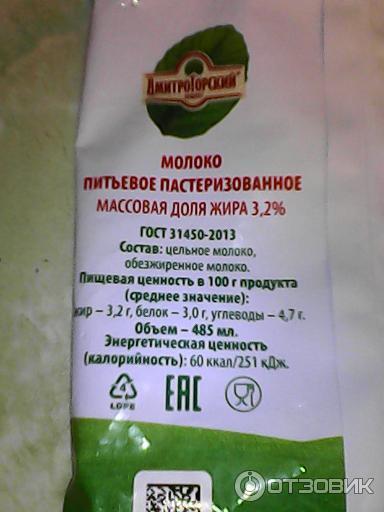 ДМИТРОГОРСКИЙ
МОЛОКО
ПИТЬЕВОЕ ПАСТЕРИЗОВАННОЕ
МАССОВАЯ ДОЛЯ ЖИРА 3,2%
ГОСТ 31450-2013
Состав: цельное молоко,
обезжиренное молоко.
Пищевая ценность в 100 г продукта
(среднее значение):
жир – 3,2 г, белок – 3,0 г, углеводы – 4,7 г.
Объем – 485 мл.
Энергетическая ценность
(калорийность): 60 ккал/251 кДж.
4
LDPE
EAC
ОТЗОВИК